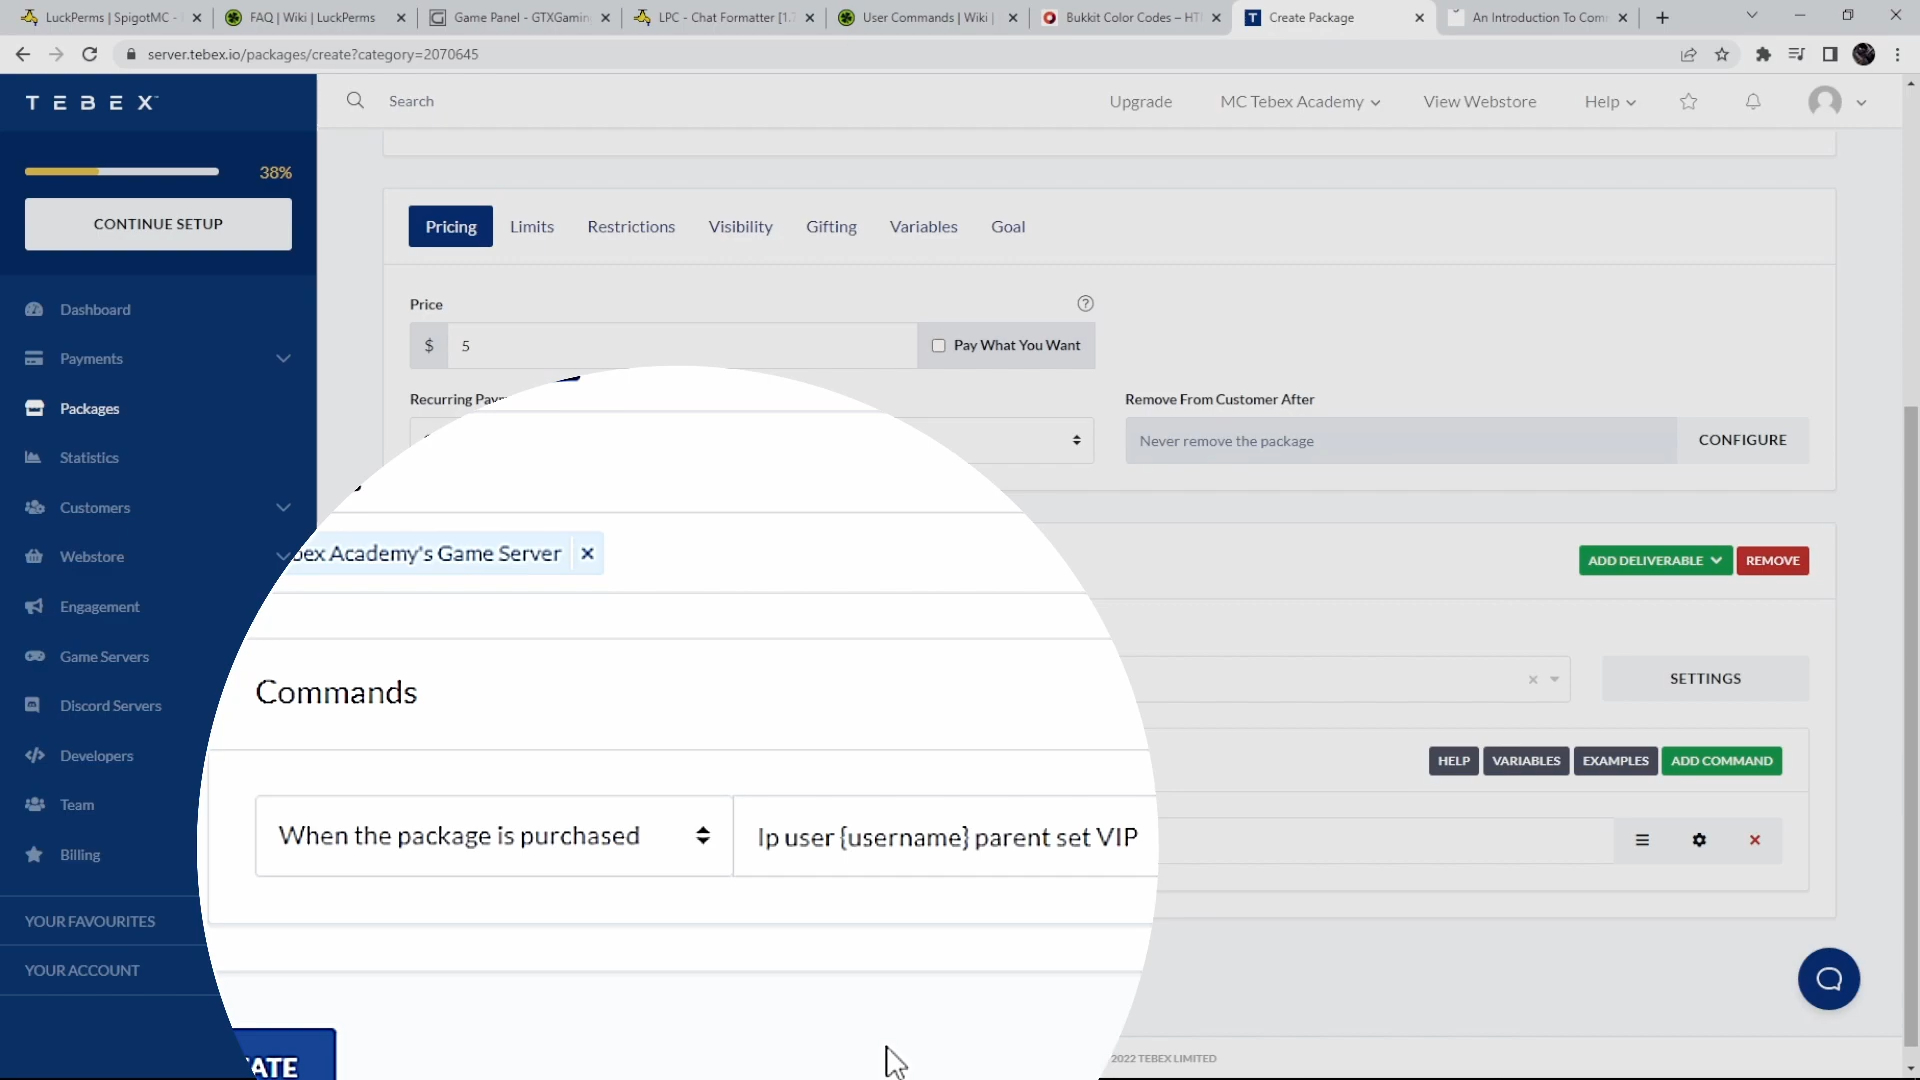 LuckPerms | SpigotMC -
FAQ | Wiki | LuckPerms
Game Panel - GTXGaming
LPC - Chat Formatter [1.7
User Commands | Wiki |
Bukkit Color Codes – HT
Create Package
An Introduction To Com
server.tebex.io/packages/create?category=2070645
TEBEX
Search
Upgrade
MC Tebex Academy
View Webstore
Help
38%
CONTINUE SETUP
Dashboard
Payments
Packages
Statistics
Customers
Webstore
Engagement
Game Servers
Discord Servers
Developers
Team
Billing
YOUR FAVOURITES
YOUR ACCOUNT
Pricing Limits Restrictions Visibility Gifting Variables Goal
Price
$ 5
Pay What You Want
Recurring Pay
Remove From Customer After
Never remove the package
CONFIGURE
bex Academy's Game Server
ADD DELIVERABLE
REMOVE
SETTINGS
Commands
HELP VARIABLES EXAMPLES ADD COMMAND
When the package is purchased
lp user {username} parent set VIP
ATE
2022 TEBEX LIMITED